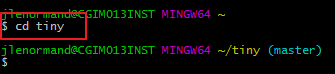 jlenormand@CGIMO13INST MINGW64 ~
$ cd tiny
jlenormand@CGIMO13INST MINGW64 ~/tiny (master)
$